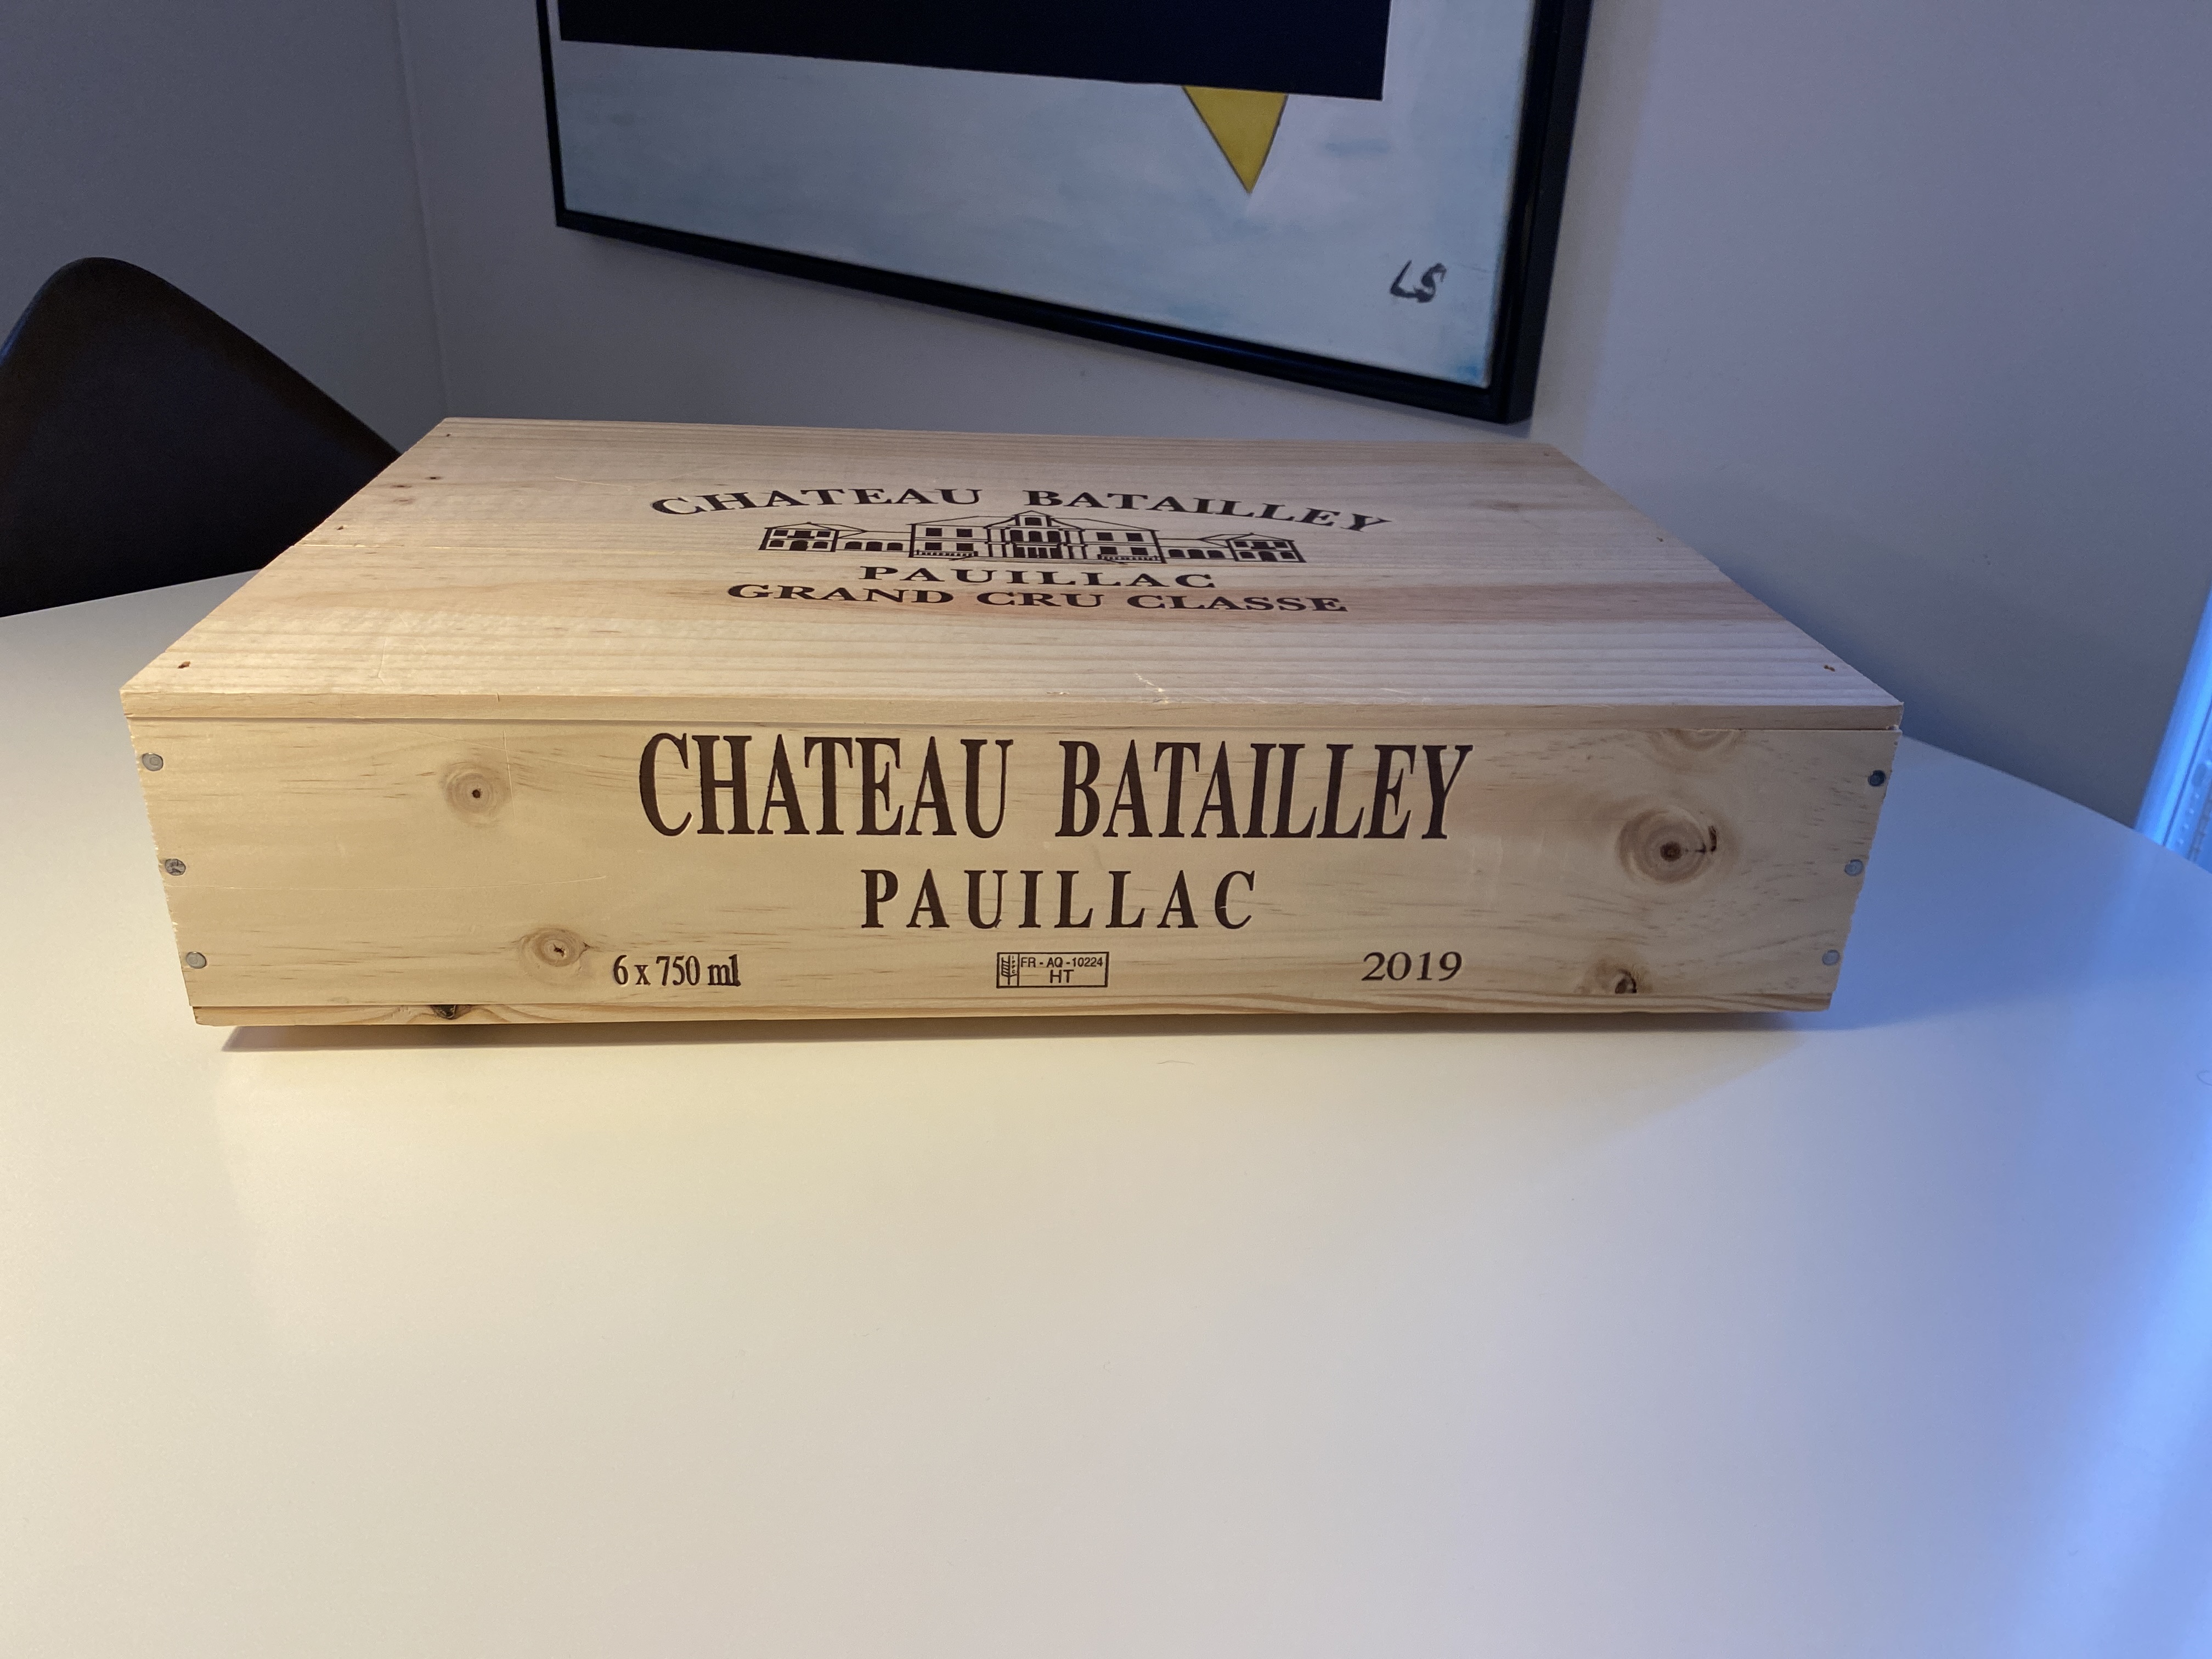 LS
CHATEAU BATAILLEY
PAUILLAC
GRAND CRU CLASSE
CHATEAU BATAILLEY
PAUILLAC
6 x 750 ml
FR - AQ - 10224
HT
2019